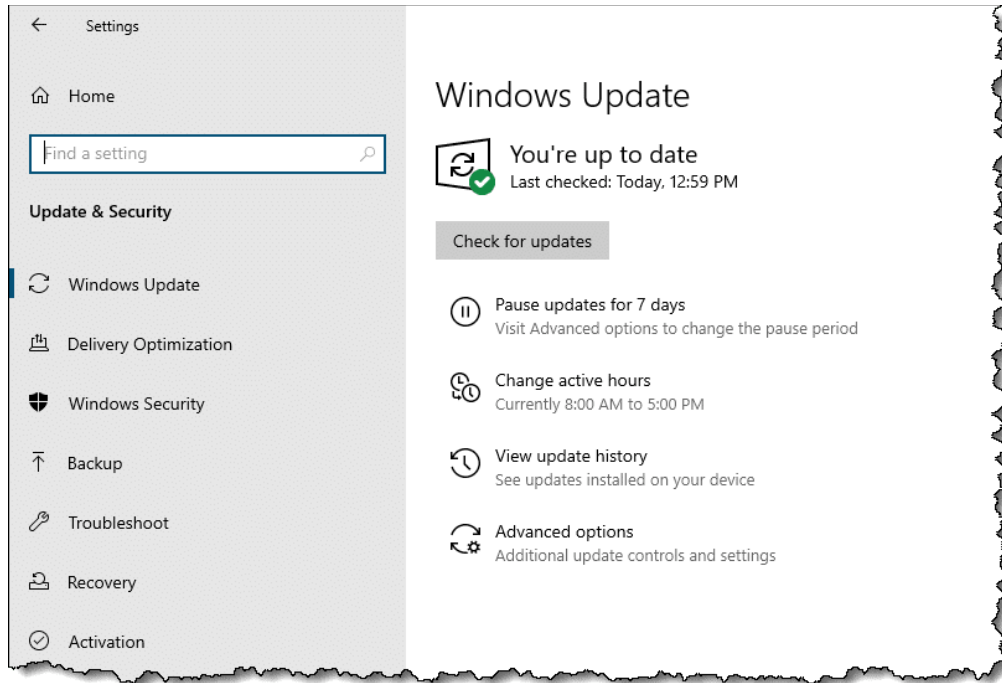 Settings
Home
Find a setting
Update & Security
Windows Update
Delivery Optimization
Windows Security
Backup
Troubleshoot
Recovery
Activation
Windows Update
You're up to date
Last checked: Today, 12:59 PM
Check for updates
Pause updates for 7 days
Visit Advanced options to change the pause period
Change active hours
Currently 8:00 AM to 5:00 PM
View update history
See updates installed on your device
Advanced options
Additional update controls and settings